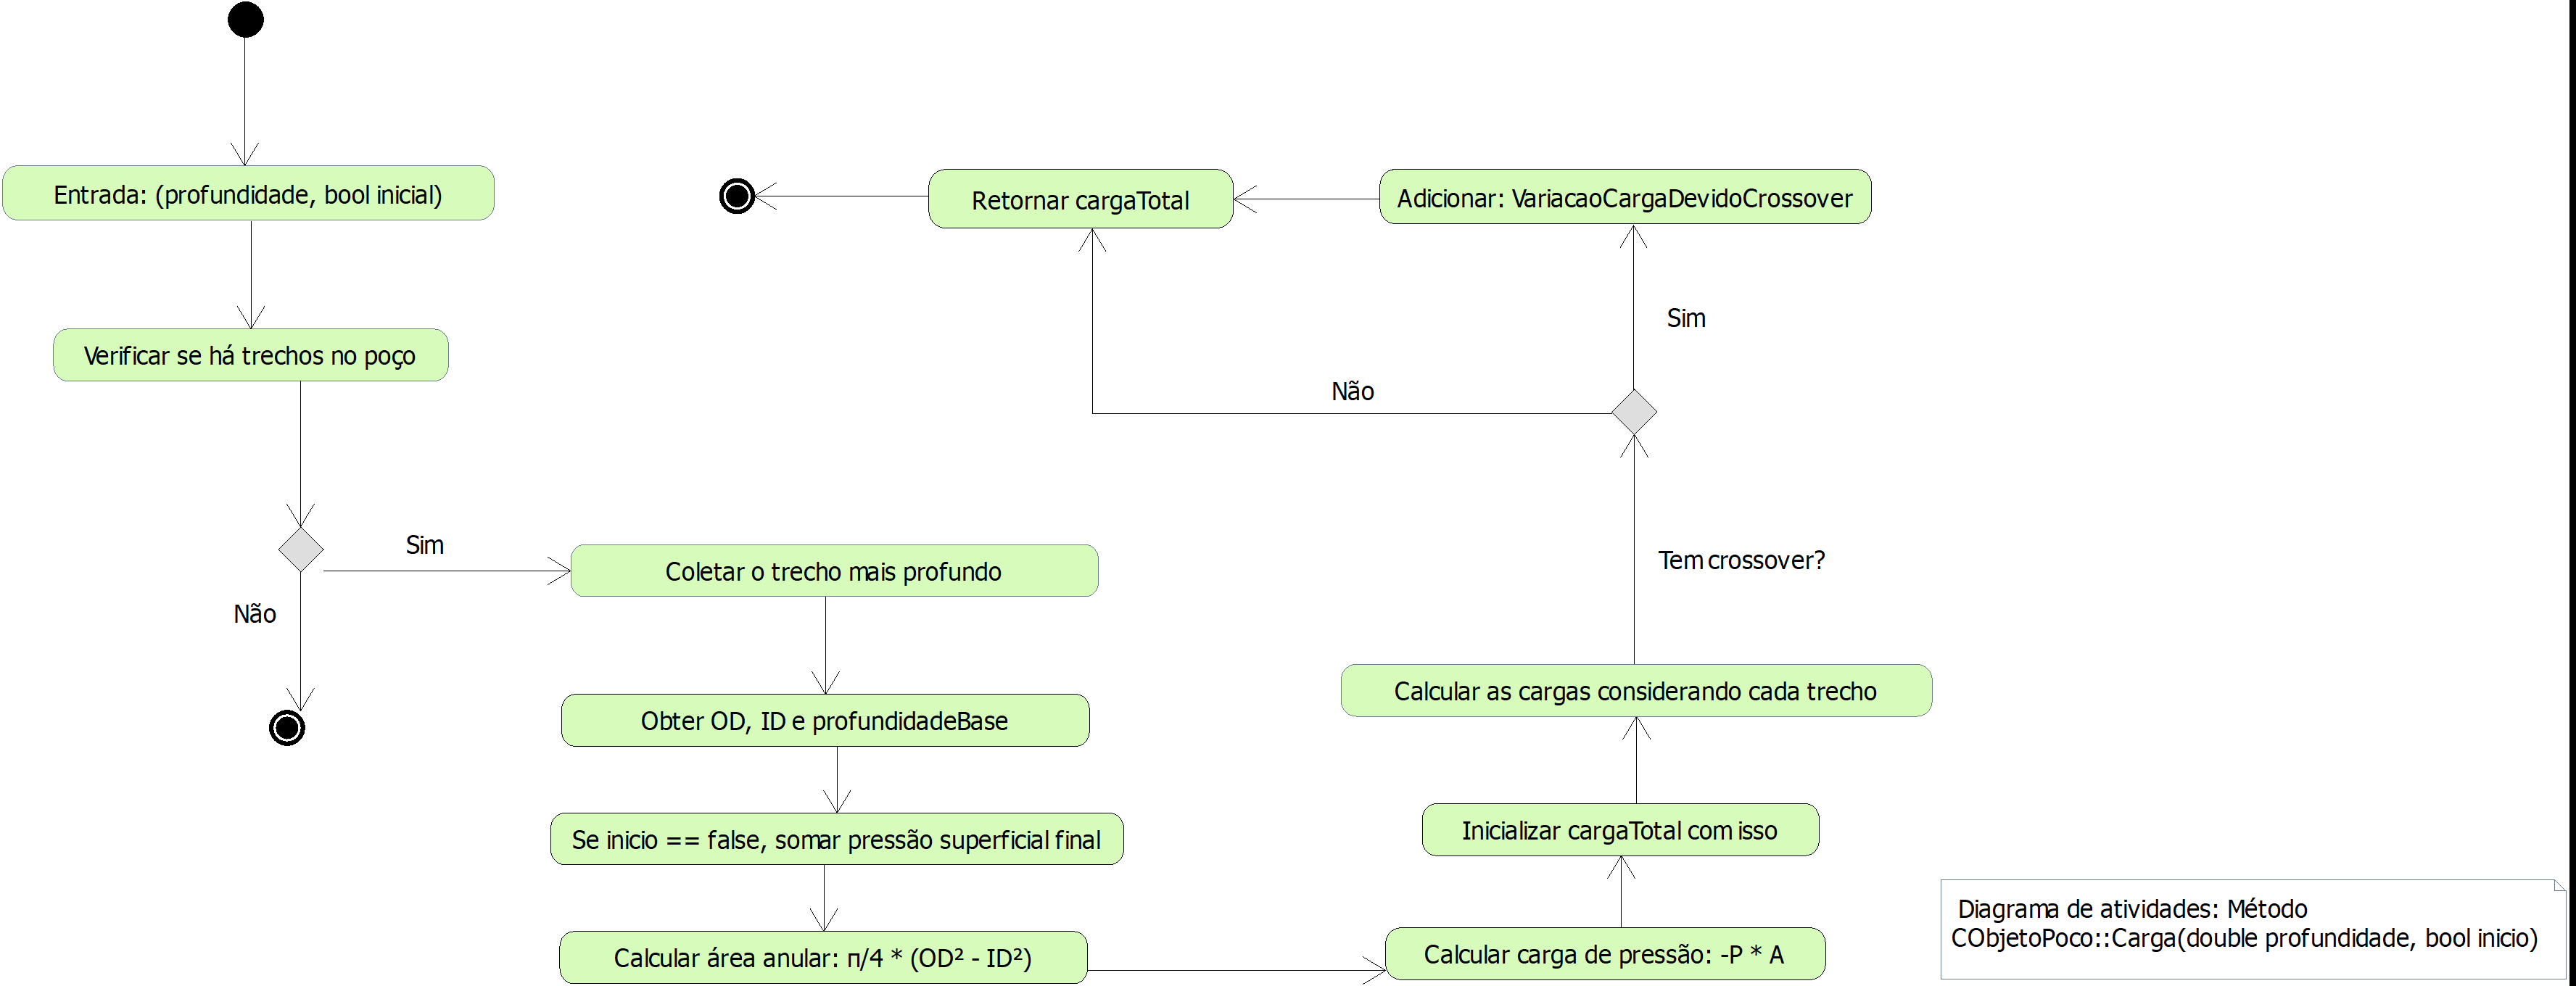 Entrada: (profundidade, bool inicial)
Verificar se há trechos no poço
Sim
Não
Coletar o trecho mais profundo
Obter OD, ID e profundidadeBase
Se inicio == false, somar pressão superficial final
Calcular área anular: π/4 * (OD² - ID²)
Calcular carga de pressão: -P * A
Inicializar cargaTotal com isso
Calcular as cargas considerando cada trecho
Tem crossover?
Não
Sim
Adicionar: VariacaoCargaDevidoCrossover
Retornar cargaTotal
Diagrama de atividades: Método
CObjetoPoco::Carga(double profundidade, bool inicio)